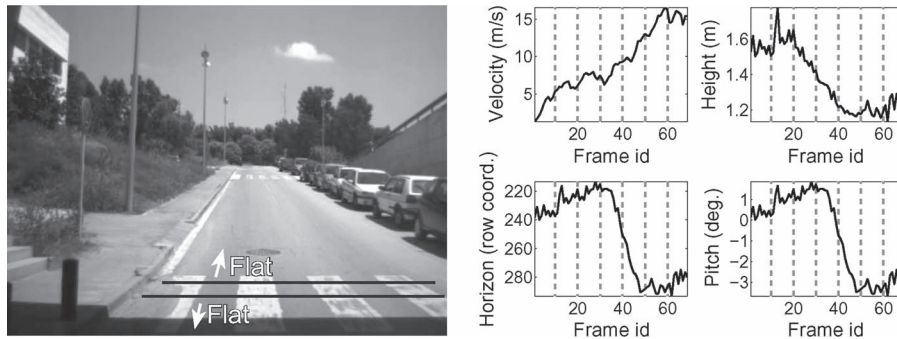 Flat
Flat
Velocity (m/s)
15
10
5
20
40
60
Frame id
Height (m)
1.6
1.4
1.2
20
40
60
Frame id
Horizon (row coord.)
220
240
260
280
20
40
60
Frame id
Pitch (deg.)
1
0
−1
−2
−3
20
40
60
Frame id